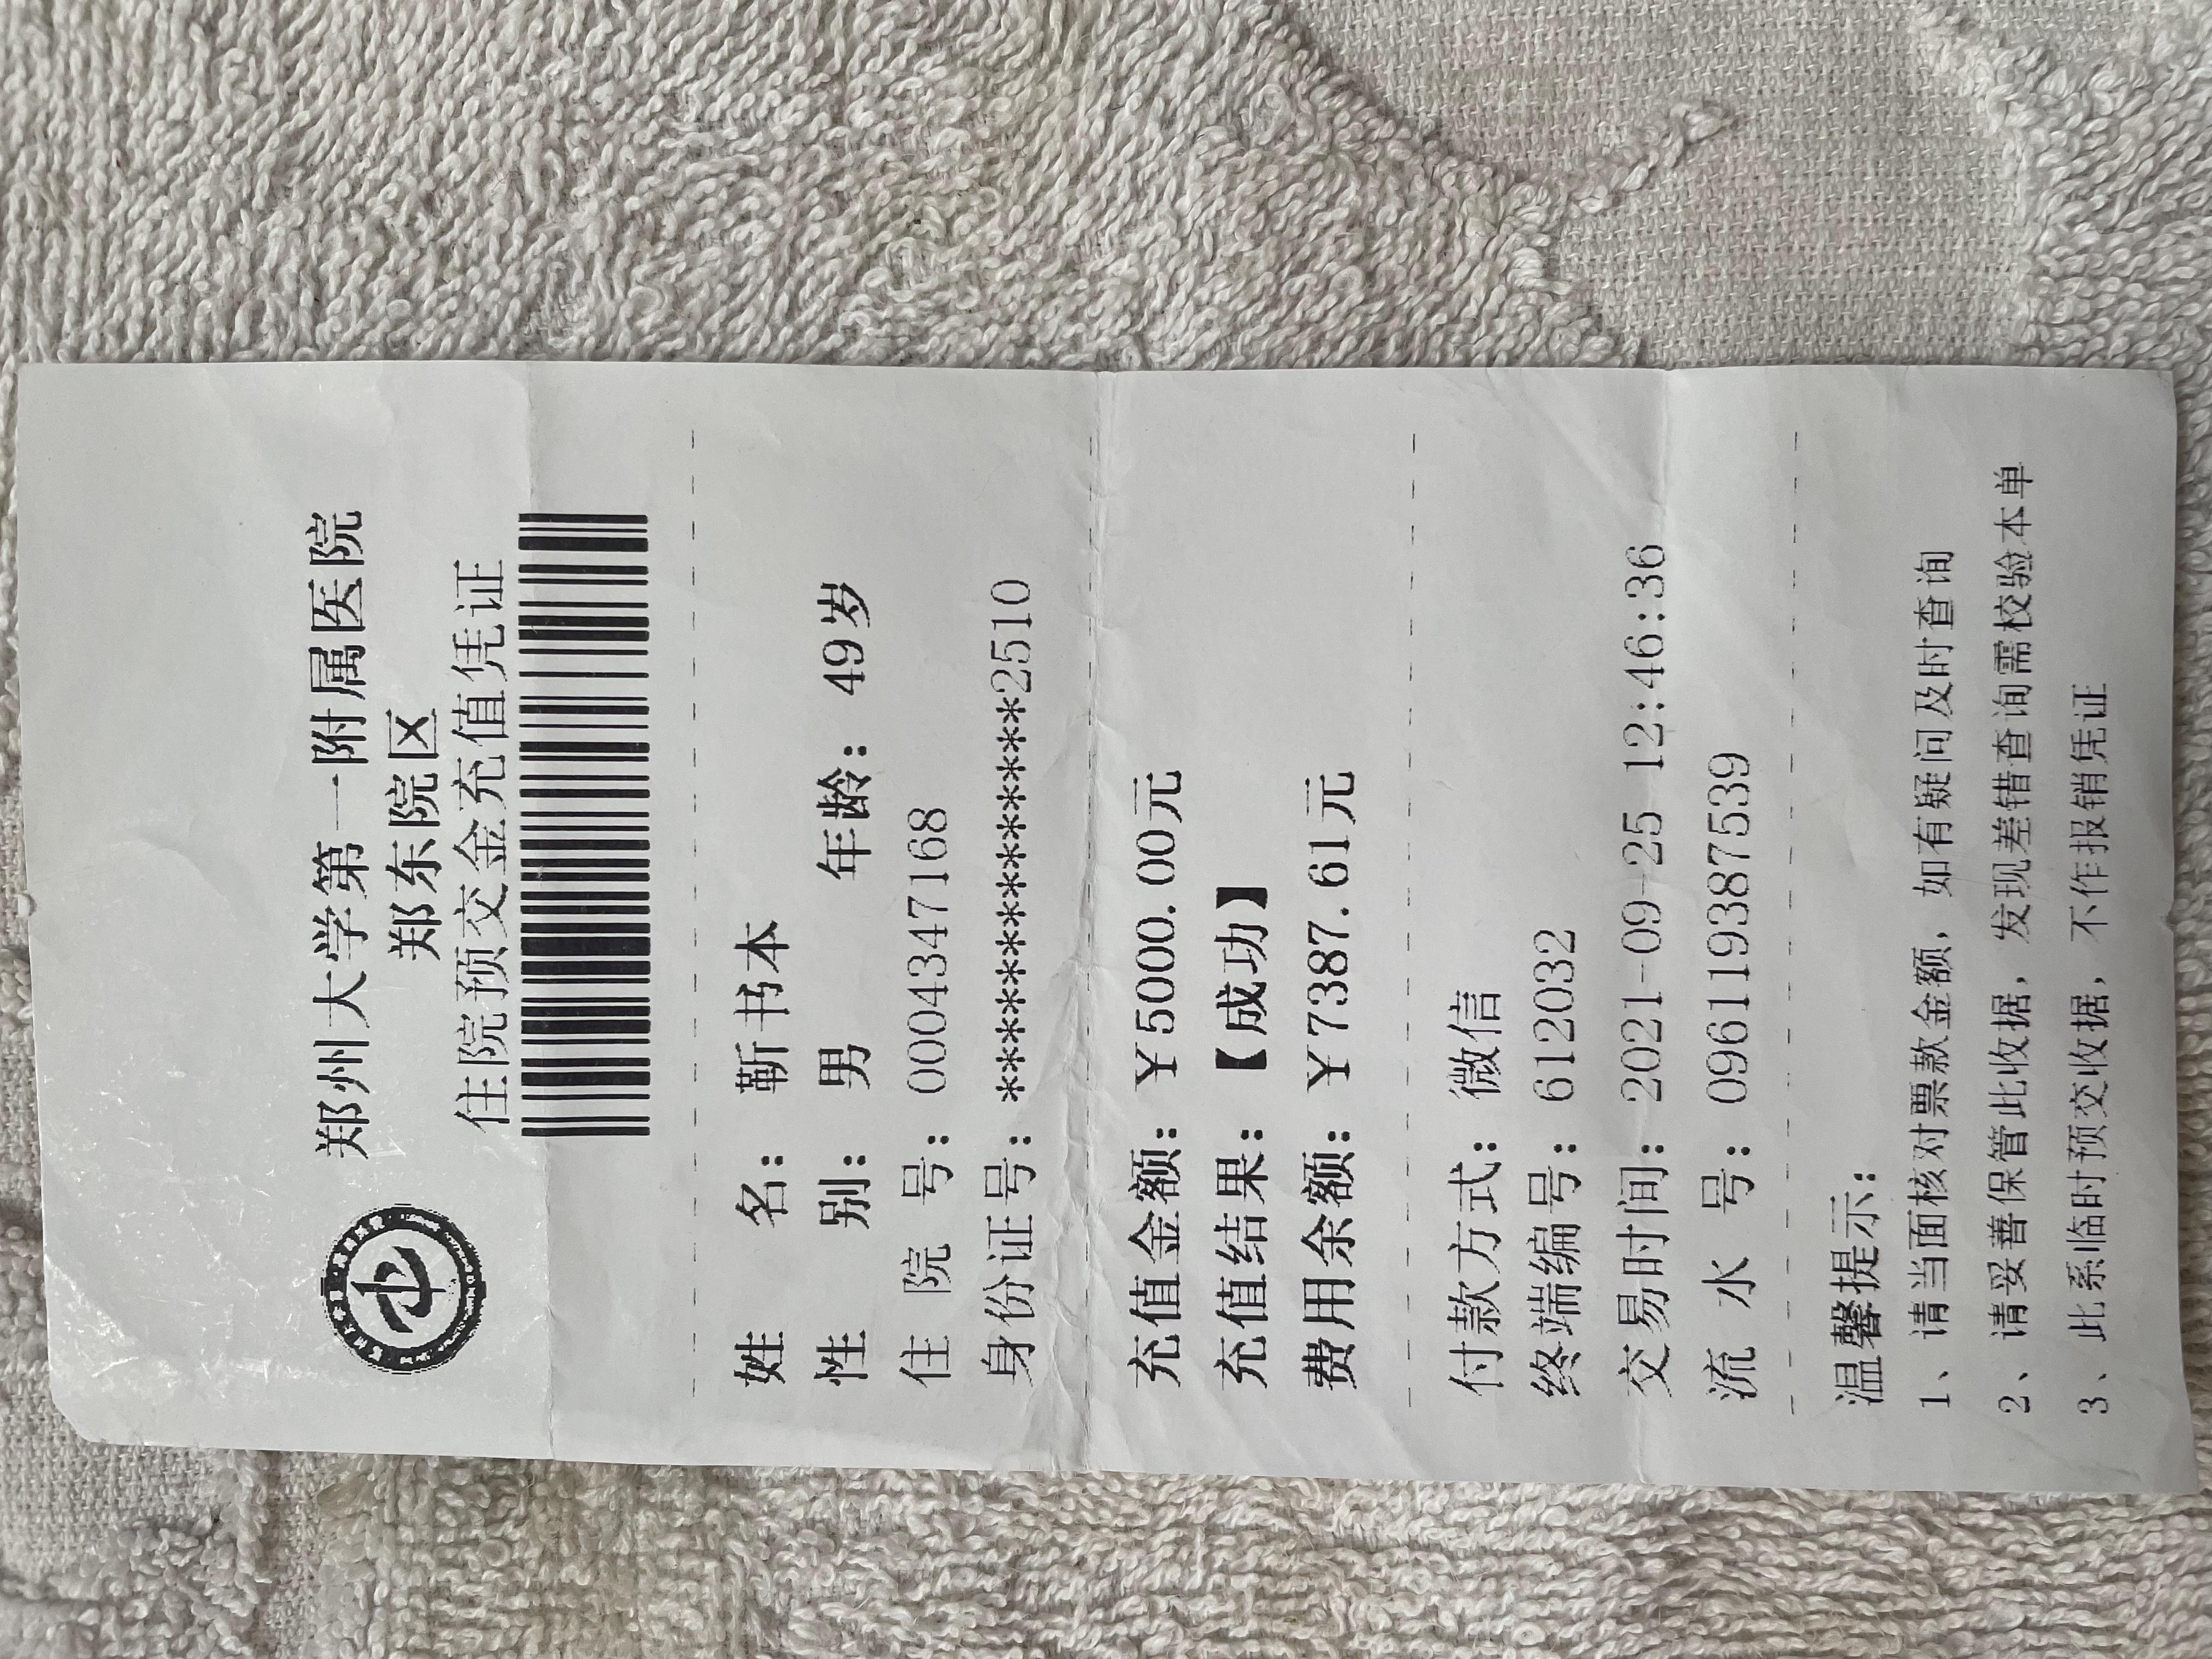 郑州大学第一附属医院
郑东院区
住院预交金充值凭证
姓 名：靳书本
性 别：男 年龄：49岁
住 院 号：0004347168
身份证号：**************2510
充值金额：￥5000.00元
充值结果：【成功】
费用余额：￥7387.61元
付款方式：微信
终端编号：612032
交易时间：2021-09-25 12:46:36
流 水 号：0961193875​39
温馨提示：
1、请当面核对票款金额，如有疑问及时查询
2、请妥善保管此收据，发现差错查询需校验本单
3、此系临时预交收据，不作报销凭证